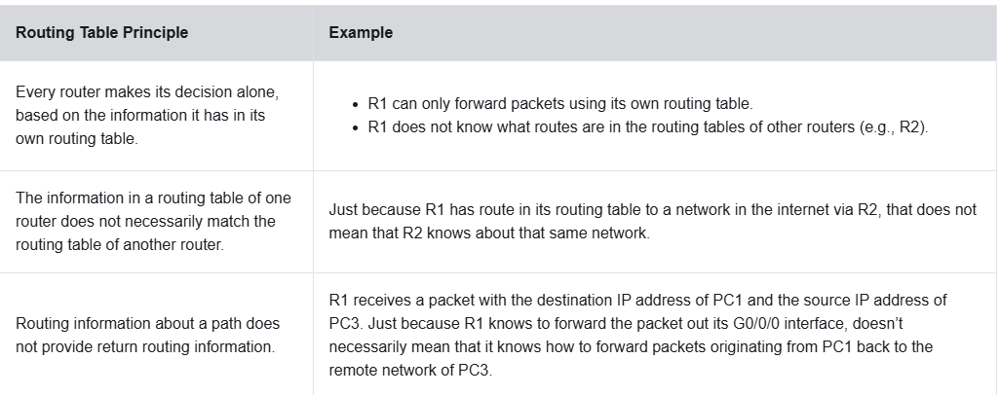 Routing Table Principle
Example
Every router makes its decision alone,
based on the information it has in its
own routing table.
• R1 can only forward packets using its own routing table.
• R1 does not know what routes are in the routing tables of other routers (e.g., R2).
The information in a routing table of one
router does not necessarily match the
routing table of another router.
Just because R1 has route in its routing table to a network in the internet via R2, that does not
mean that R2 knows about that same network.
Routing information about a path does
not provide return routing information.
R1 receives a packet with the destination IP address of PC1 and the source IP address of
PC3. Just because R1 knows to forward the packet out its G0/0/0 interface, doesn’t
necessarily mean that it knows how to forward packets originating from PC1 back to the
remote network of PC3.